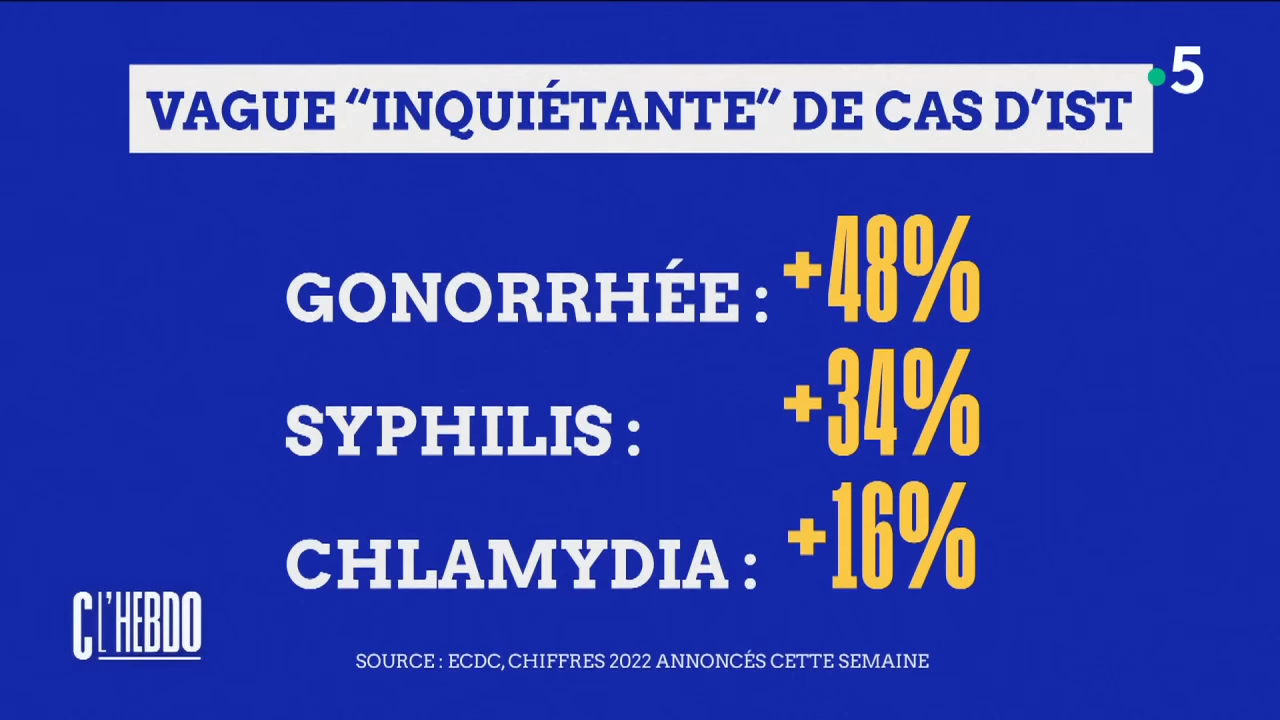 VAGUE “INQUIÉTANTE” DE CAS D’IST
5
GONORRHÉE : +48%
SYPHILIS : +34%
CHLAMYDIA : +16%
C L’HEBDO
SOURCE : ECDC, CHIFFRES 2022 ANNONCÉS CETTE SEMAINE